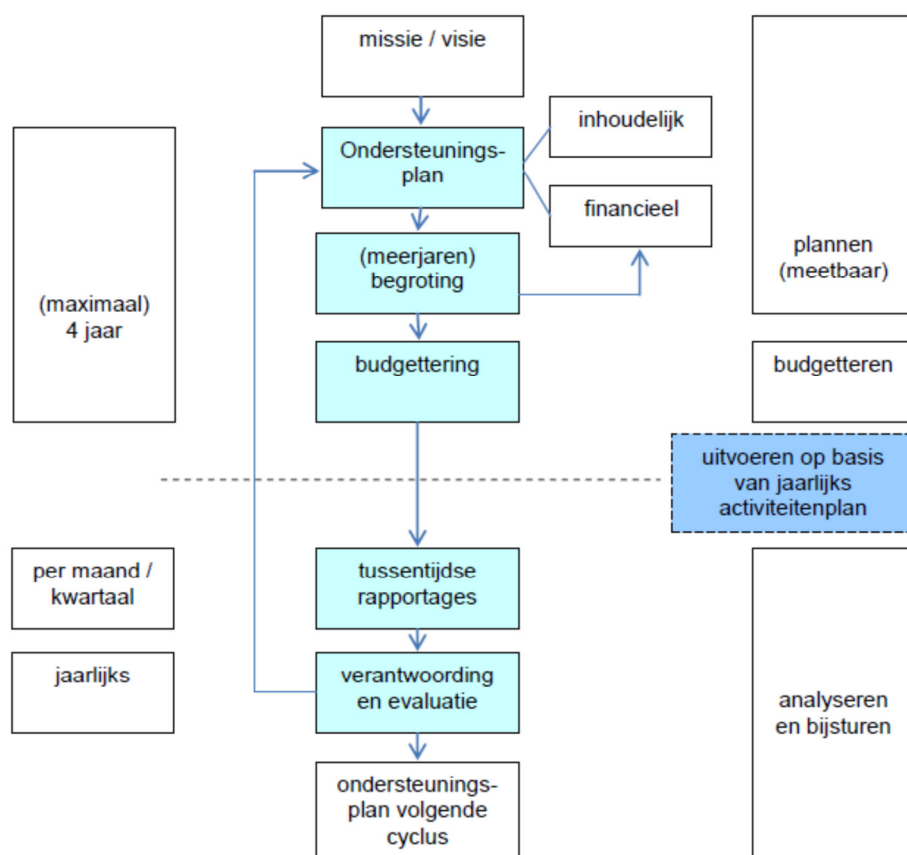 missie / visie
inhoudelijk
Ondersteunings-
plan
financieel
plannen
(meetbaar)
(meerjaren)
begroting
(maximaal)
4 jaar
budgettering
budgetteren
uitvoeren op basis
van jaarlijks
activiteitenplan
per maand /
kwartaal
tussentijdse
rapportages
jaarlijks
verantwoording
en evaluatie
analyseren
en bijsturen
ondersteunings-
plan volgende
cyclus